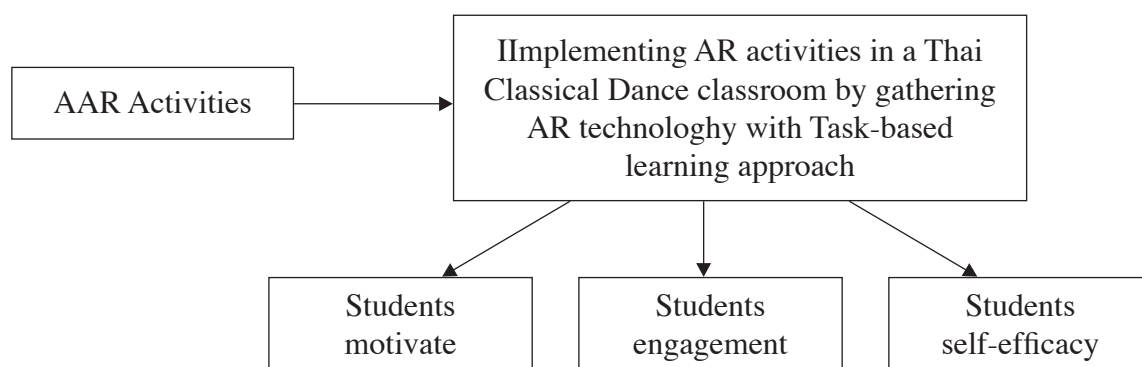 AAR Activities
IImplementing AR activities in a Thai
Classical Dance classroom by gathering
AR technologhy with Task-based
learning approach
Students
motivate
Students
engagement
Students
self-efficacy